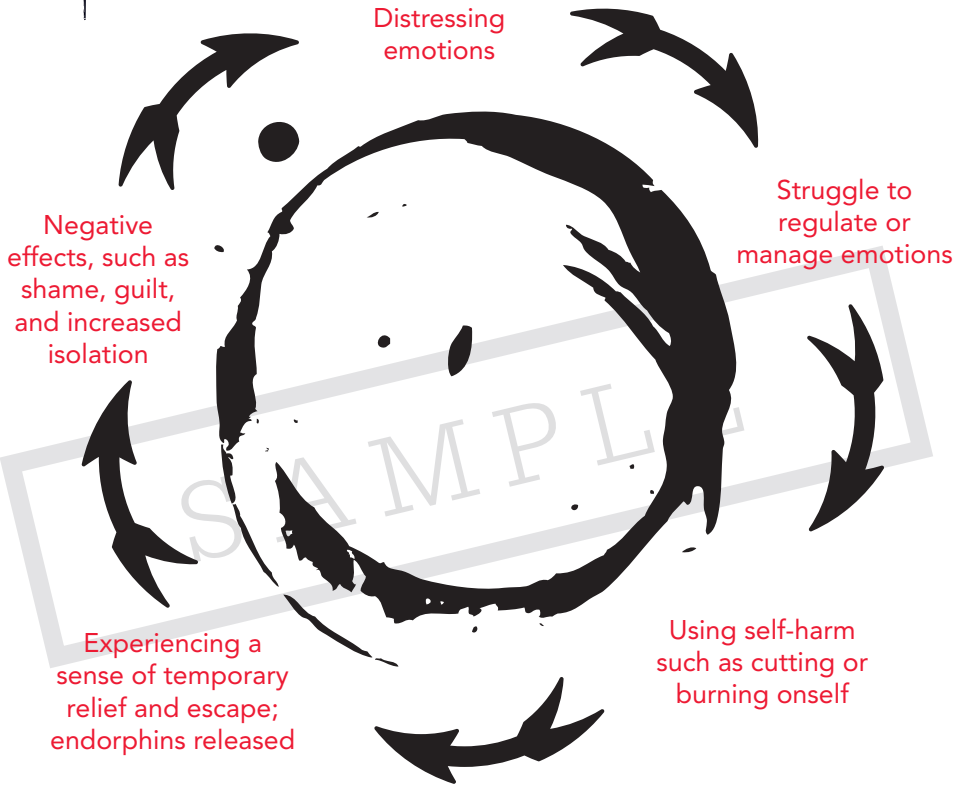 Distressing
emotions
Struggle to
regulate or
manage emotions
Using self-harm
such as cutting or
burning onself
Experiencing a
sense of temporary
relief and escape;
endorphins released
Negative
effects, such as
shame, guilt,
and increased
isolation
SAMPLE